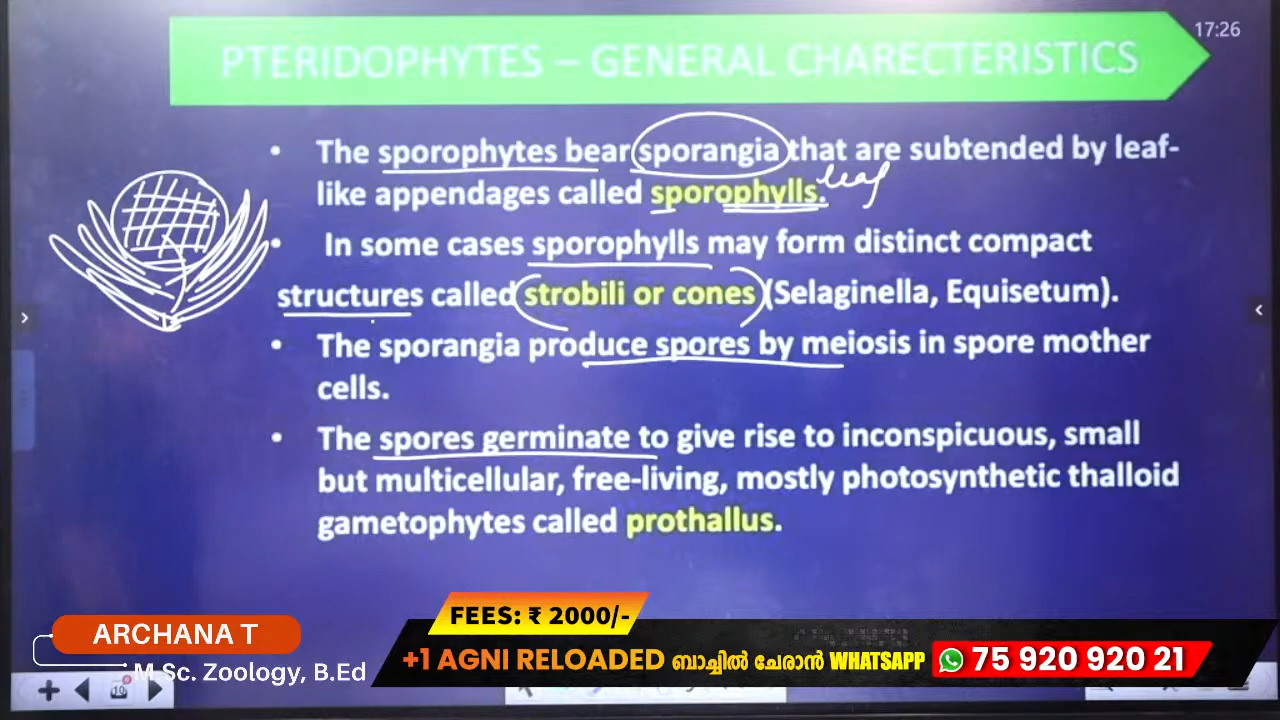 PTERIDOPHYTES – GENERAL CHARECTERISTICS
17:26
• The sporophytes bear sporangia that are subtended by leaf-
like appendages called sporophylls.
leaf
• In some cases sporophylls may form distinct compact
structures called strobili or cones (Selaginella, Equisetum).
• The sporangia produce spores by meiosis in spore mother
cells.
• The spores germinate to give rise to inconspicuous, small
but multicellular, free-living, mostly photosynthetic thalloid
gametophytes called prothallus.
FEES: ₹ 2000/-
ARCHANA T
M.Sc. Zoology, B.Ed
+1 AGNI RELOADED ബാച്ചിൽ ചേരാൻ WHATSAPP 75 920 920 21